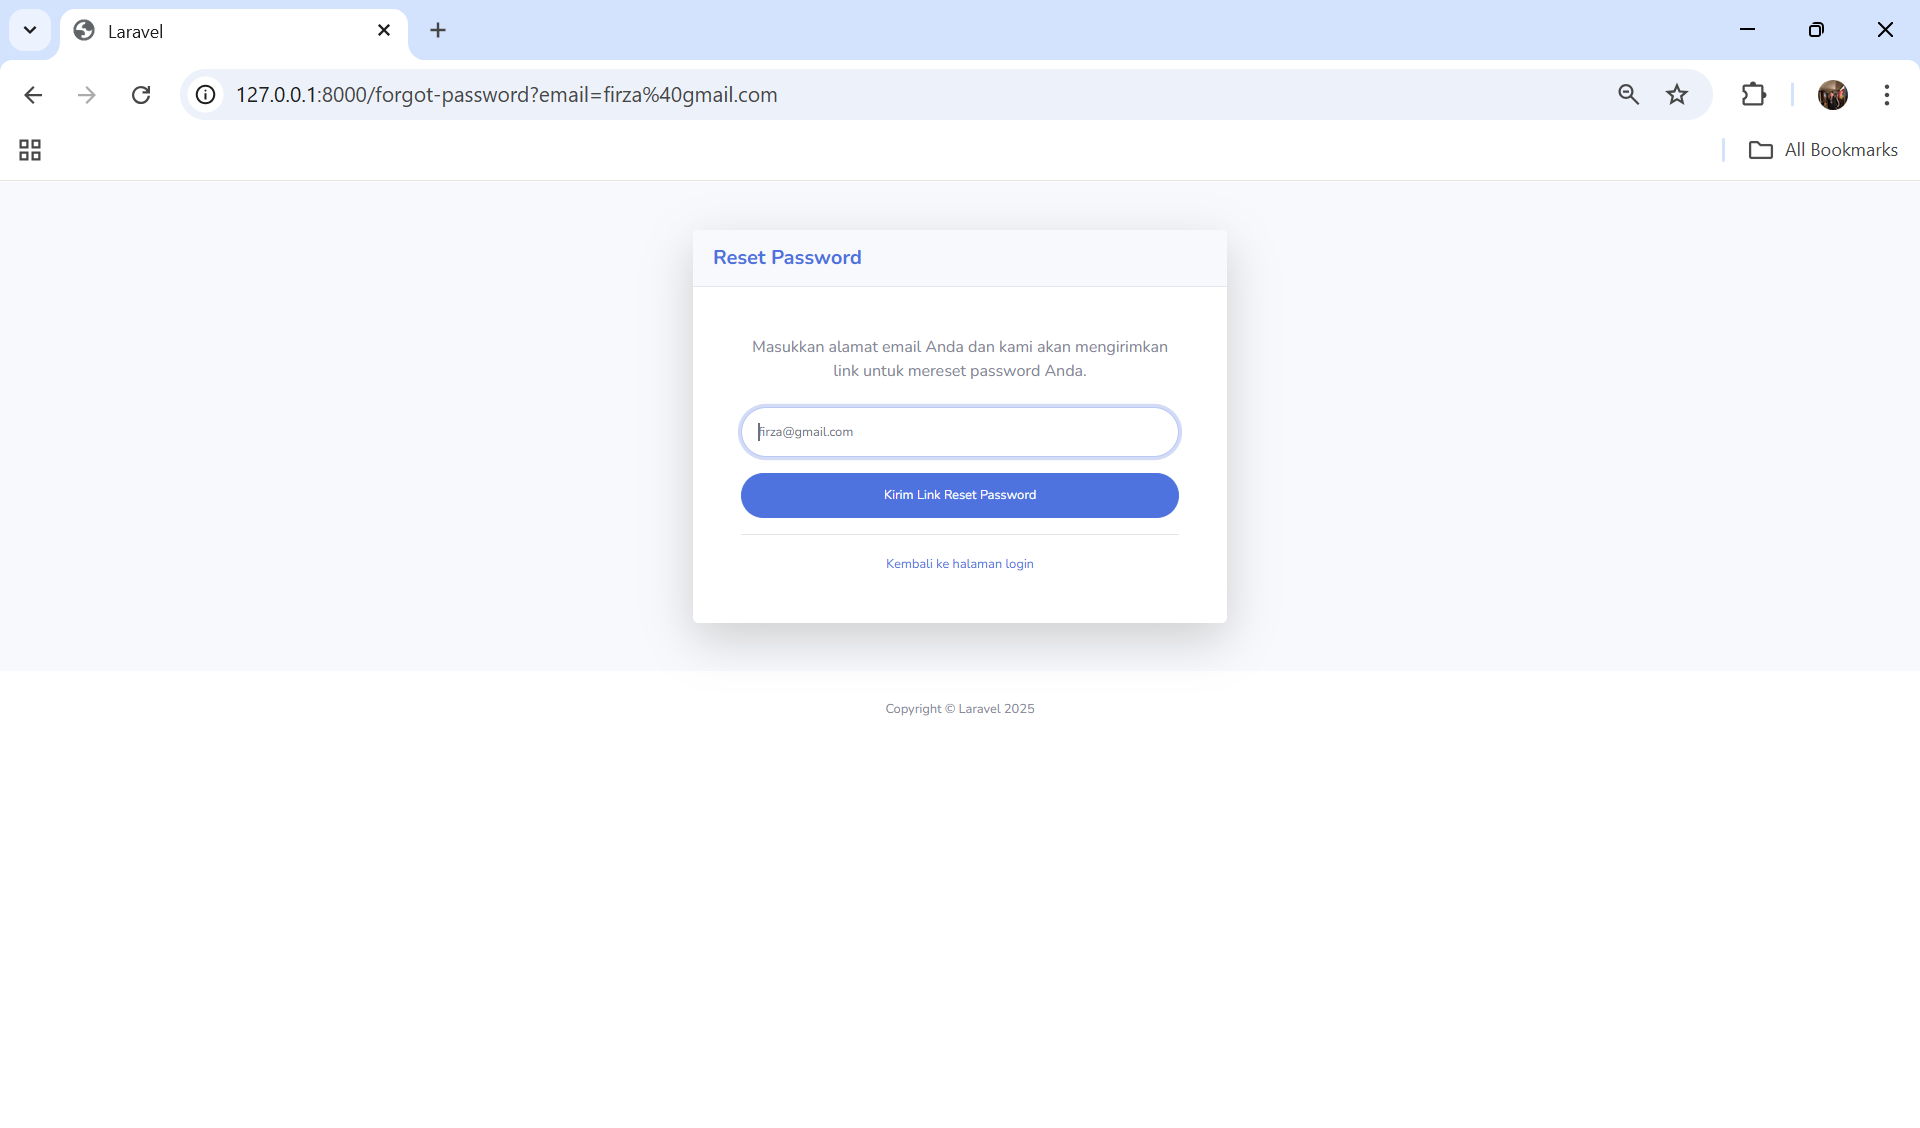 Laravel
127.0.0.1:8000/forgot-password?email=firza%40gmail.com
All Bookmarks
Reset Password
Masukkan alamat email Anda dan kami akan mengirimkan
link untuk mereset password Anda.
firza@gmail.com
Kirim Link Reset Password
Kembali ke halaman login
Copyright © Laravel 2025